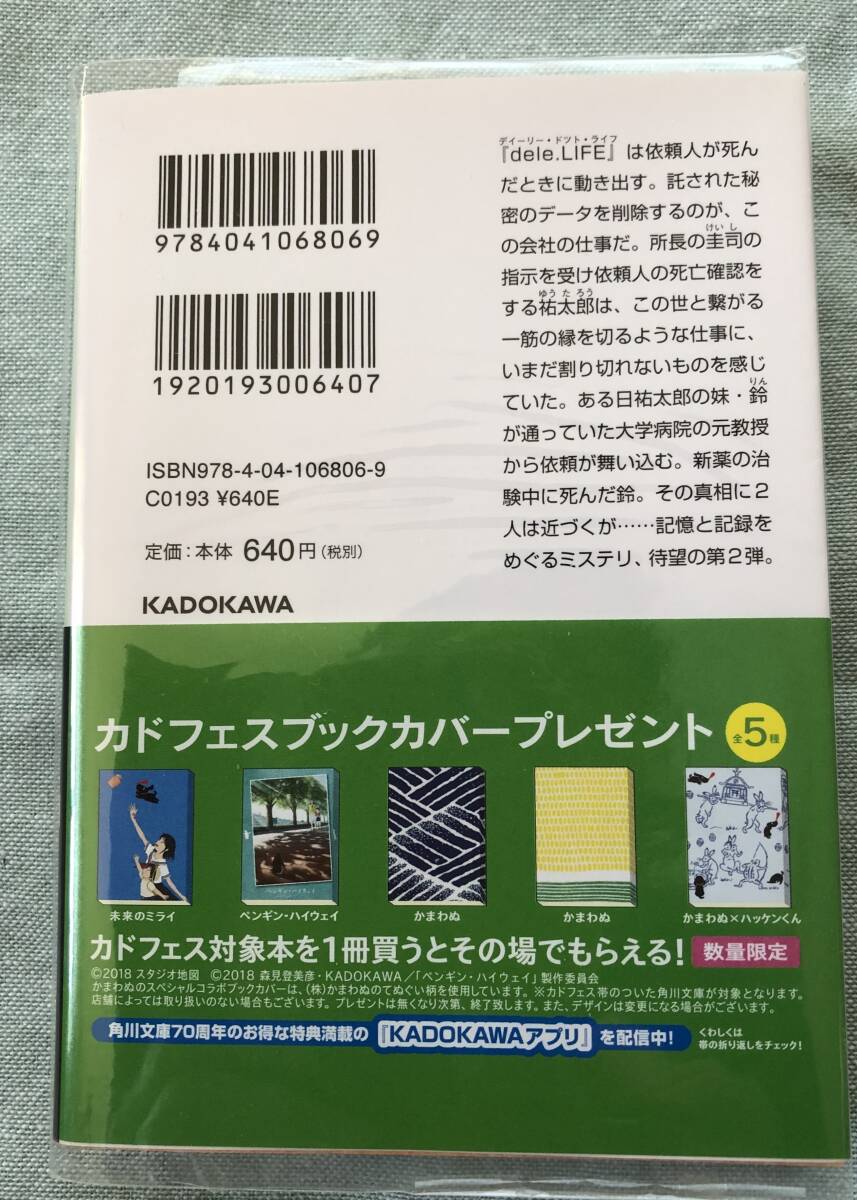 9784041068069
1920193006407
ISBN978-4-04-106806-9
C0193 ¥640E
定価：本体 640円（税別）
KADOKAWA
ディーリー・ドット・ライフ
『dele.LIFE』は依頼人が死ん
だときに動き出す。託された秘
密のデータを削除するのが、こ
の会社の仕事だ。所長の圭司の
けいし
指示を受け依頼人の死亡確認を
する祐太郎は、この世と繋がる
ゆうたろう
一筋の縁を切るような仕事に、
いまだ割り切れないものを感じ
ていた。ある日祐太郎の妹・鈴
りん
が通っていた大学病院の元教授
から依頼が舞い込む。新薬の治
験中に死んだ鈴。その真相に2
人は近づくが……記憶と記録を
めぐるミステリ、待望の第2弾。
カドフェスブックカバープレゼント 全5種
未来のミライ
ペンギン・ハイウェイ
ペンギン・ハイウェイ
かまわぬ
かまわぬ
かまわぬ×ハッケンくん
カドフェス対象本を1冊買うとその場でもらえる！ 数量限定
©2018 スタジオ地図 ©2018 森見登美彦・KADOKAWA／「ペンギン・ハイウェイ」製作委員会
かまわぬのスペシャルコラボブックカバーは、（株）かまわぬのてぬぐい柄を使用しています。※カドフェス帯のついた角川文庫が対象となります。
店舗によっては取り扱いのない場合もございます。プレゼントは無くなり次第、終了致します。また、デザインは変更になる場合がございます。
角川文庫70周年のお得な特典満載の『KADOKAWAアプリ』を配信中！
くわしくは
帯の折り返しをチェック！